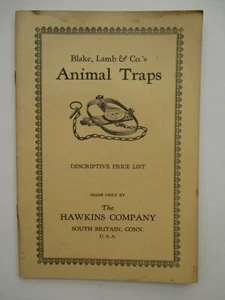 Blake, Lamb & Co.'s
Animal Traps
DESCRIPTIVE PRICE LIST
MADE ONLY BY
The
HAWKINS COMPANY
SOUTH BRITAIN, CONN.
U. S. A.